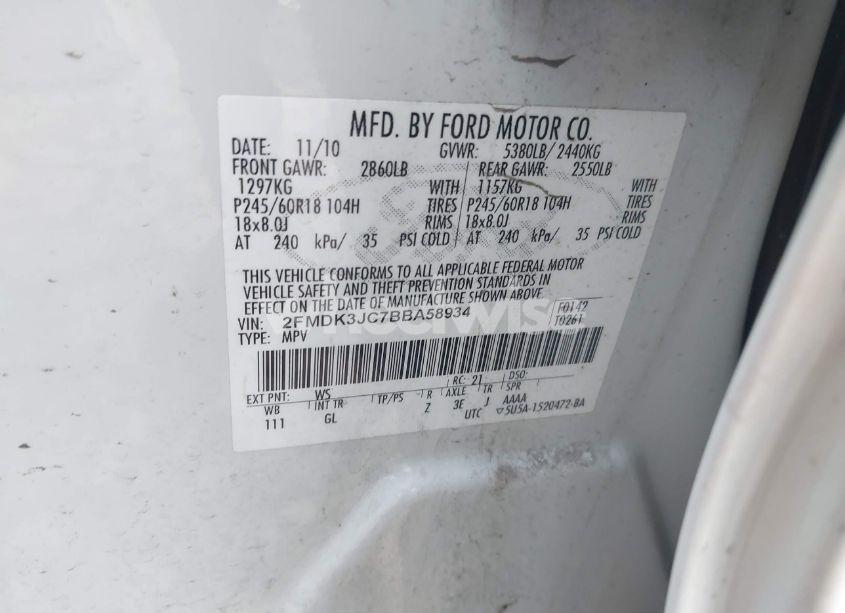 MFD. BY FORD MOTOR CO.
DATE: 11/10 GVWR: 5380LB/ 2440KG
FRONT GAWR: 2860LB REAR GAWR: 2550LB
1297KG WITH 1157KG WITH
P245/60R18 104H TIRES P245/60R18 104H TIRES
18x8.0J RIMS 18x8.0J RIMS
AT 240 kPa/ 35 PSI COLD AT 240 kPa/ 35 PSI COLD
THIS VEHICLE CONFORMS TO ALL APPLICABLE FEDERAL MOTOR
VEHICLE SAFETY AND THEFT PREVENTION STANDARDS IN
EFFECT ON THE DATE OF MANUFACTURE SHOWN ABOVE.
VIN: 2FMDK3JC7BBA58934 F0142
TYPE: MPV T0261
RC: 21 DSO:
EXT PNT: WS R AXLE TR SPR
WB INT TR TP/PS Z 3E J AAAA
111 GL UTC 5U5A-1520472-BA